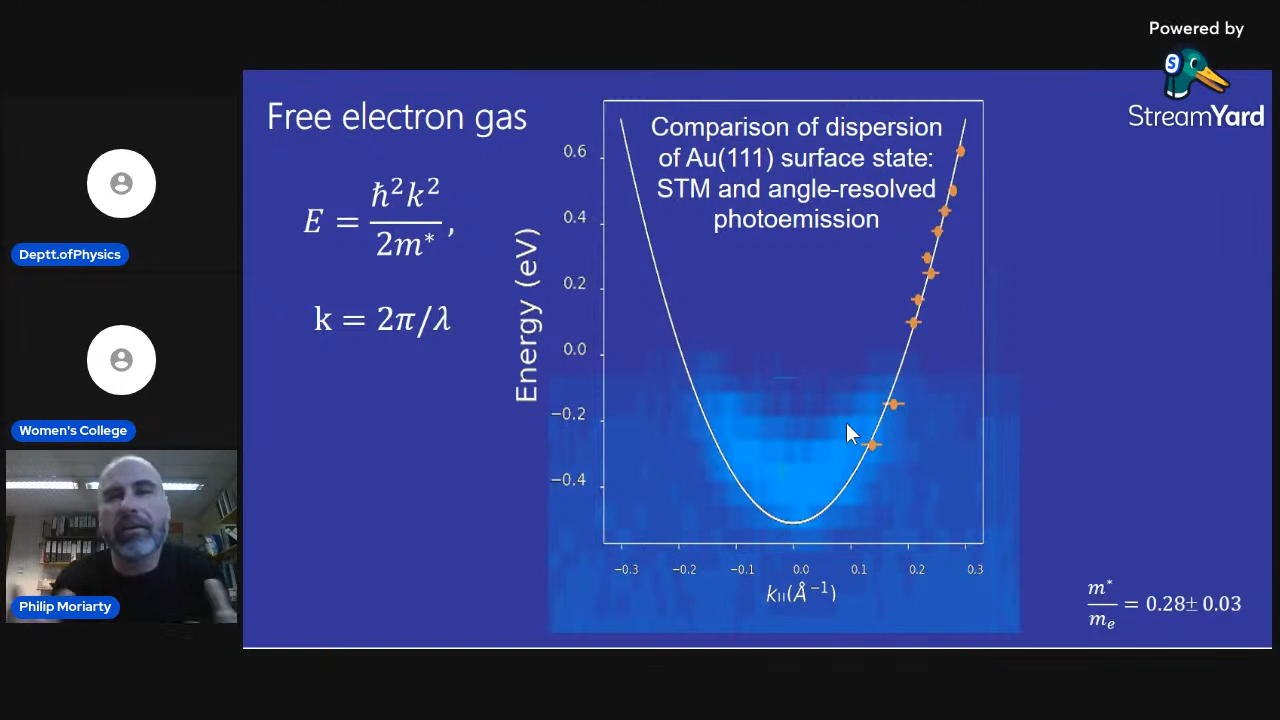 Powered by
S
StreamYard
Deptt.ofPhysics
Women's College
Philip Moriarty
Free electron gas
E = ħ²k² / 2m*,
k = 2π/λ
Comparison of dispersion
of Au(111) surface state:
STM and angle-resolved
photoemission
Energy (eV)
0.6
0.4
0.2
0.0
−0.2
−0.4
−0.3 −0.2 −0.1 0.0 0.1 0.2 0.3
k||(Å⁻¹)
m* / mₑ = 0.28± 0.03